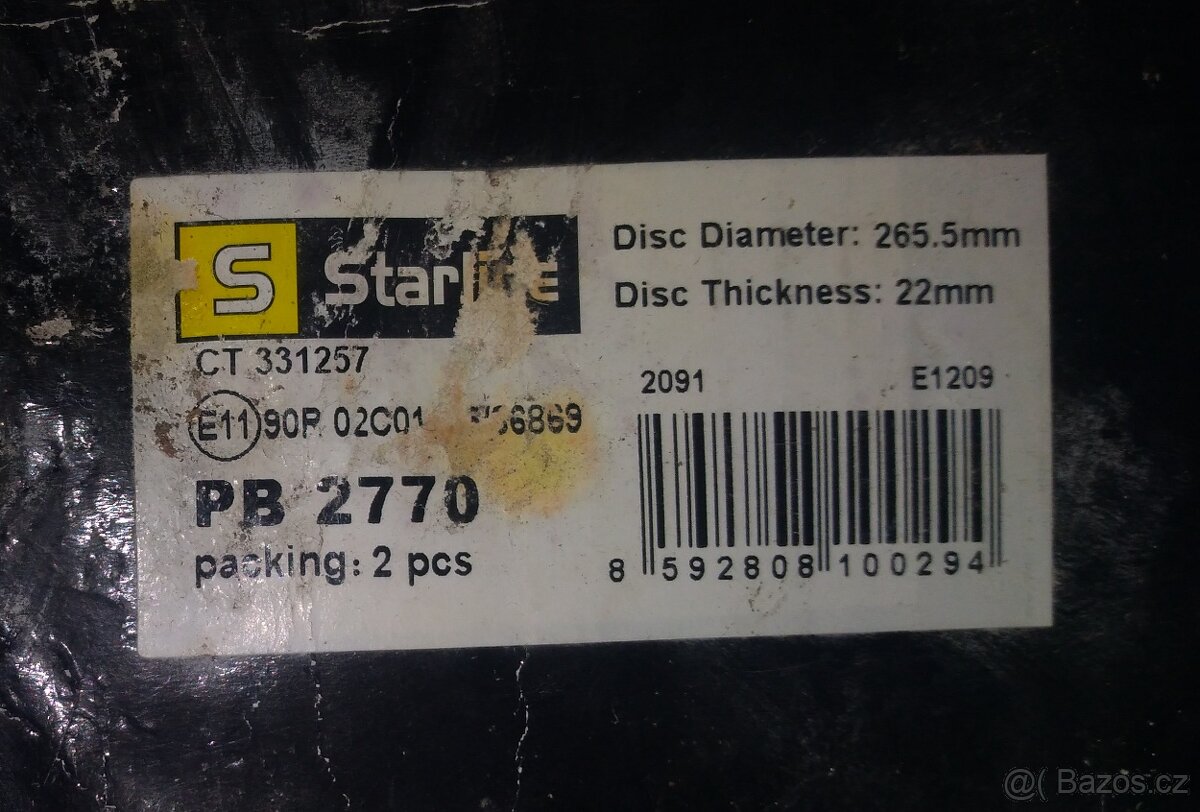 S Starline
Disc Diameter: 265.5mm
Disc Thickness: 22mm
CT 331257
2091 E1209
E11 90R 02C01
PB 2770
packing: 2 pcs
8 592808 100294
@( Bazos.cz